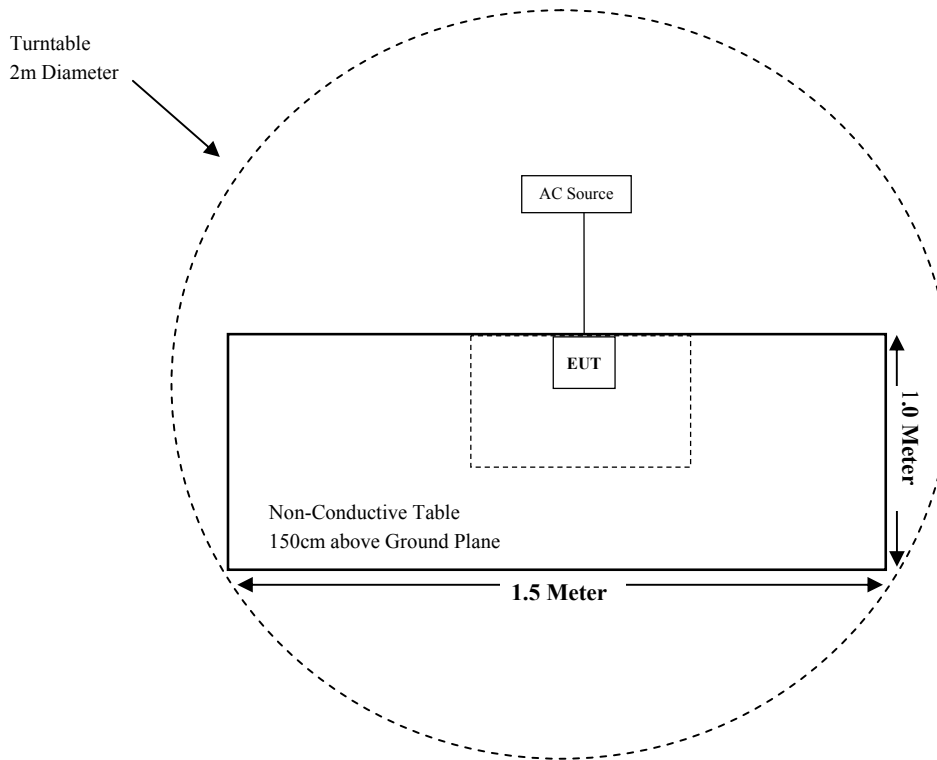 Turntable
2m Diameter
AC Source
EUT
1.0 Meter
Non-Conductive Table
150cm above Ground Plane
1.5 Meter